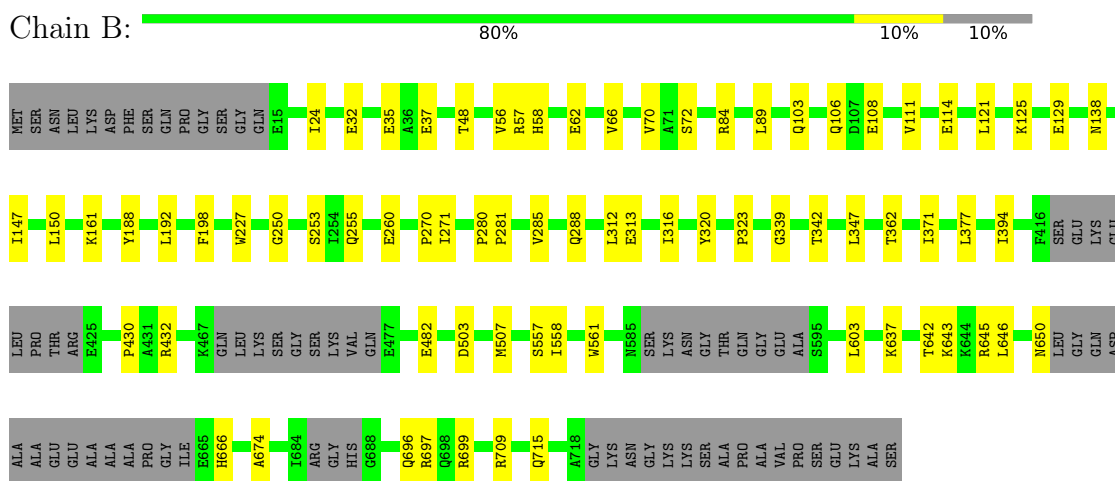 Chain B:
80% 10% 10%
MET SER ASN LEU LYS ASP PHE SER GLN PRO GLY SER GLY GLN E15 I24 E32 E35 A36 E37 T48 V56 R57 H58 E62 V66 V70 A71 S72 R84 L89 Q103 Q106 D107 E108 V111 E114 L121 K125 E129 N138
I147 L150 K161 Y188 L192 F198 W227 G250 S253 I254 Q255 E260 P270 I271 P280 P281 V285 Q288 L312 E313 I316 Y320 P323 G339 T342 L347 T362 I371 L377 I394 F416 SER GLU LYS GLU
LEU PRO THR ARG E425 P430 A431 R432 K467 GLN LEU LYS SER GLY SER LYS VAL GLN E477 E482 D503 M507 S557 I558 W561 N585 SER LYS ASN GLY THR GLN GLY GLU ALA S595 L603 K637 T642 K643 K644 R645 L646 N650 LEU GLY GLN ASP
ALA ALA GLU GLU ALA ALA ALA PRO GLY ILE E665 H666 A674 I684 ARG GLY HIS G688 Q696 R697 Q698 R699 R709 Q715 A718 GLY LYS ASN GLY LYS LYS SER ALA PRO ALA VAL PRO SER GLU LYS ALA SER